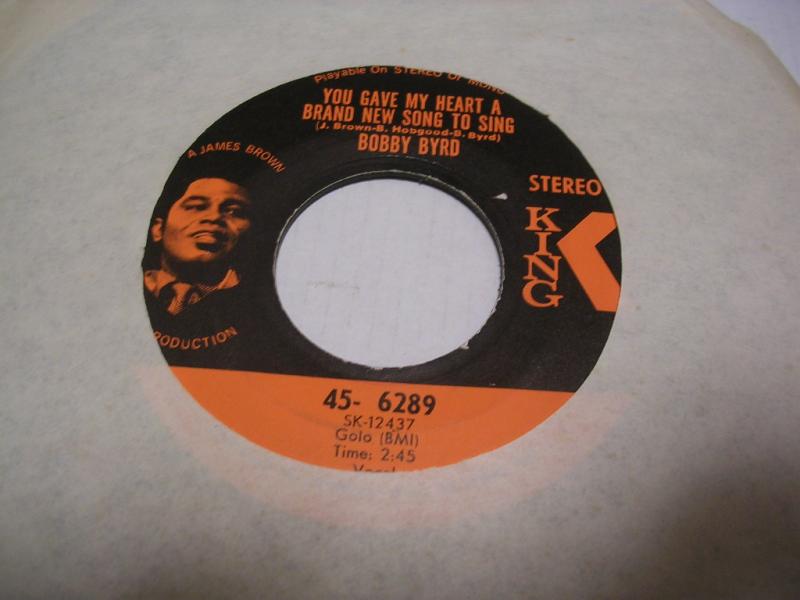 Playable On STEREO Or MONO
YOU GAVE MY HEART A
BRAND NEW SONG TO SING
(J. Brown-B. Hobgood-B. Byrd)
BOBBY BYRD
A JAMES BROWN
RODUCTION
STEREO
KING
45- 6289
SK-12437
Golo (BMI)
Time: 2:45